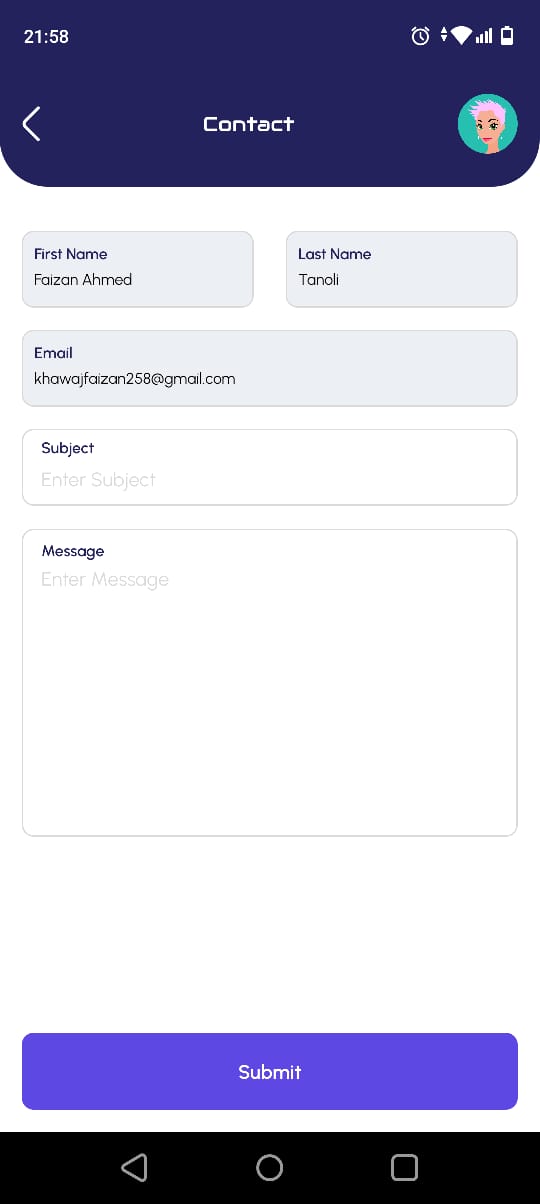 21:58
Contact
First Name
Faizan Ahmed
Last Name
Tanoli
Email
khawajfaizan258@gmail.com
Subject
Enter Subject
Message
Enter Message
Submit